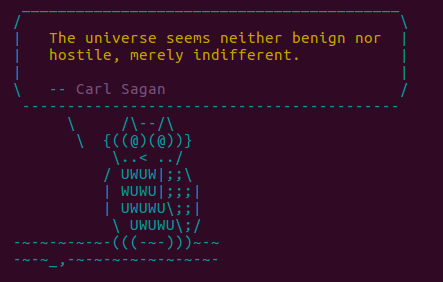 The universe seems neither benign nor
hostile, merely indifferent.
-- Carl Sagan
UWUW
WUWU
UWUWU
UWUWU